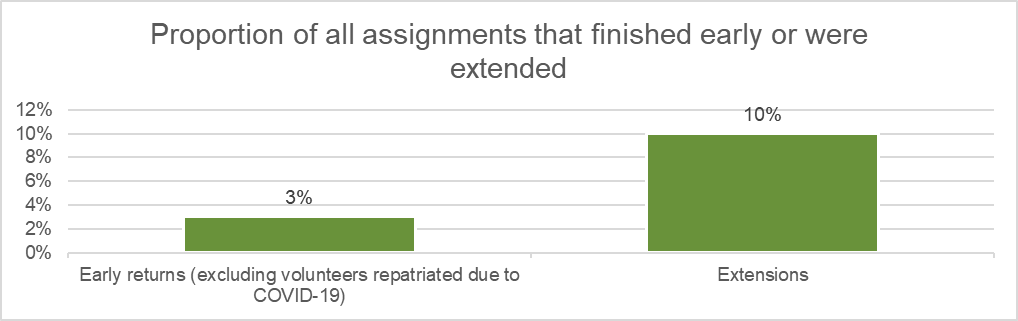 Proportion of all assignments that finished early or were
extended
12%
10%
8%
6%
4%
2%
0%
3%
10%
Early returns (excluding volunteers repatriated due to
COVID-19)
Extensions